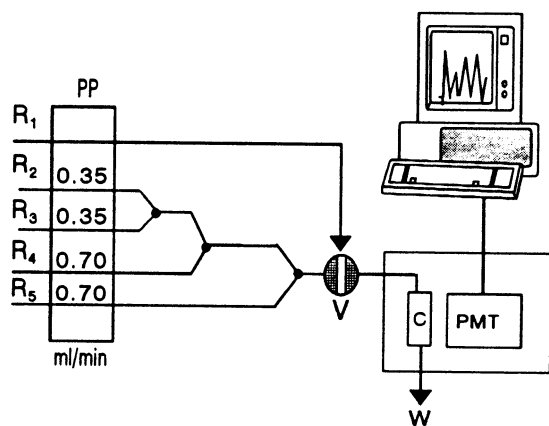 PP
R1
R2 0.35
R3 0.35
R4 0.70
R5 0.70
ml/min
V
C
PMT
W